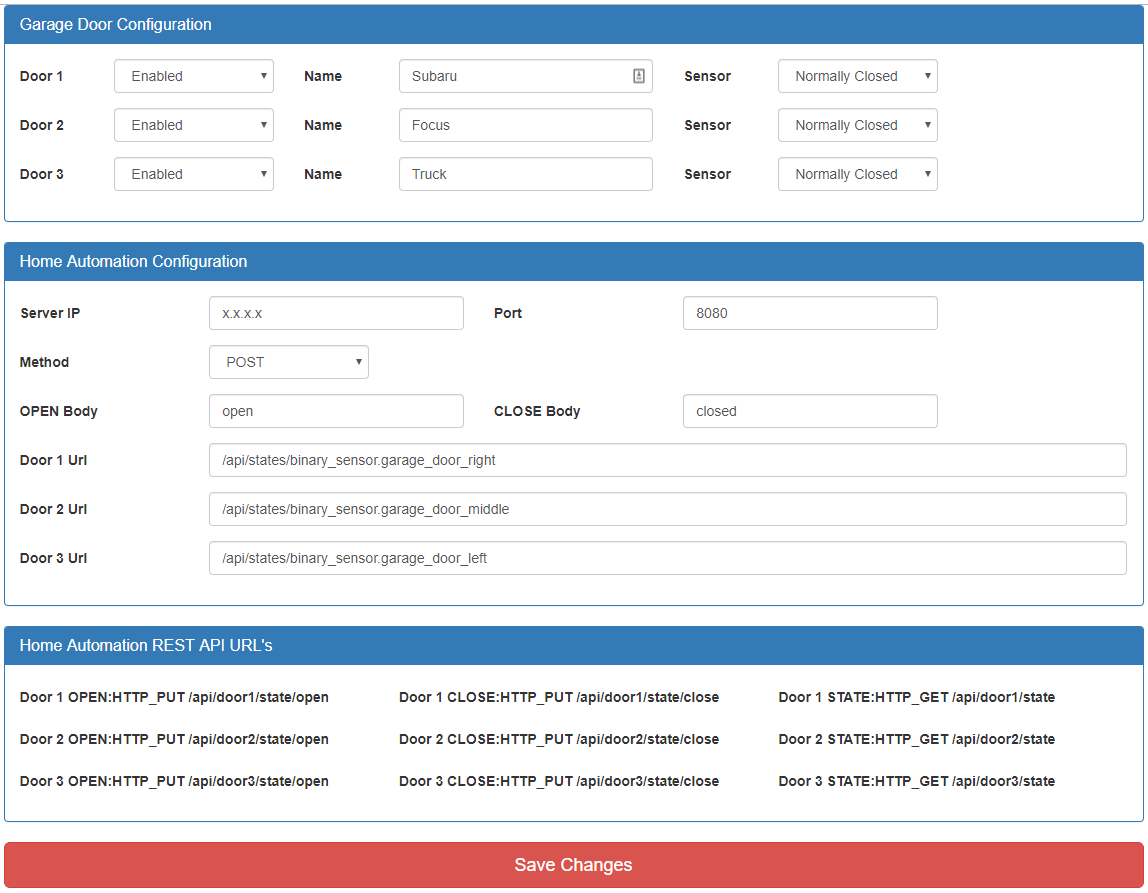 Garage Door Configuration
Door 1 Enabled Name Subaru Sensor Normally Closed
Door 2 Enabled Name Focus Sensor Normally Closed
Door 3 Enabled Name Truck Sensor Normally Closed
Home Automation Configuration
Server IP x.x.x.x Port 8080
Method POST
OPEN Body open CLOSE Body closed
Door 1 Url /api/states/binary_sensor.garage_door_right
Door 2 Url /api/states/binary_sensor.garage_door_middle
Door 3 Url /api/states/binary_sensor.garage_door_left
Home Automation REST API URL's
Door 1 OPEN:HTTP_PUT /api/door1/state/open Door 1 CLOSE:HTTP_PUT /api/door1/state/close Door 1 STATE:HTTP_GET /api/door1/state
Door 2 OPEN:HTTP_PUT /api/door2/state/open Door 2 CLOSE:HTTP_PUT /api/door2/state/close Door 2 STATE:HTTP_GET /api/door2/state
Door 3 OPEN:HTTP_PUT /api/door3/state/open Door 3 CLOSE:HTTP_PUT /api/door3/state/close Door 3 STATE:HTTP_GET /api/door3/state
Save Changes